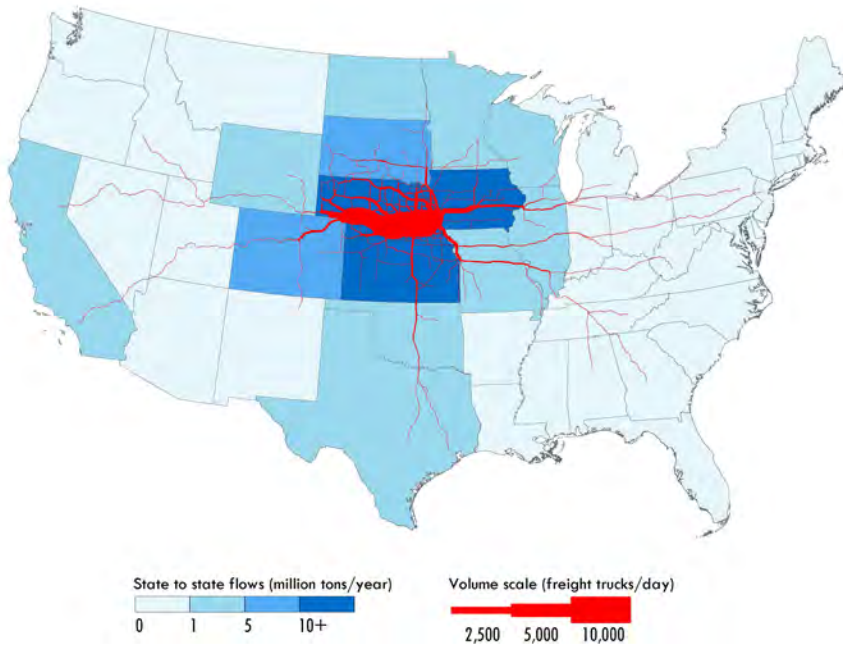 State to state flows (million tons/year)
0 1 5 10+
Volume scale (freight trucks/day)
2,500 5,000 10,000